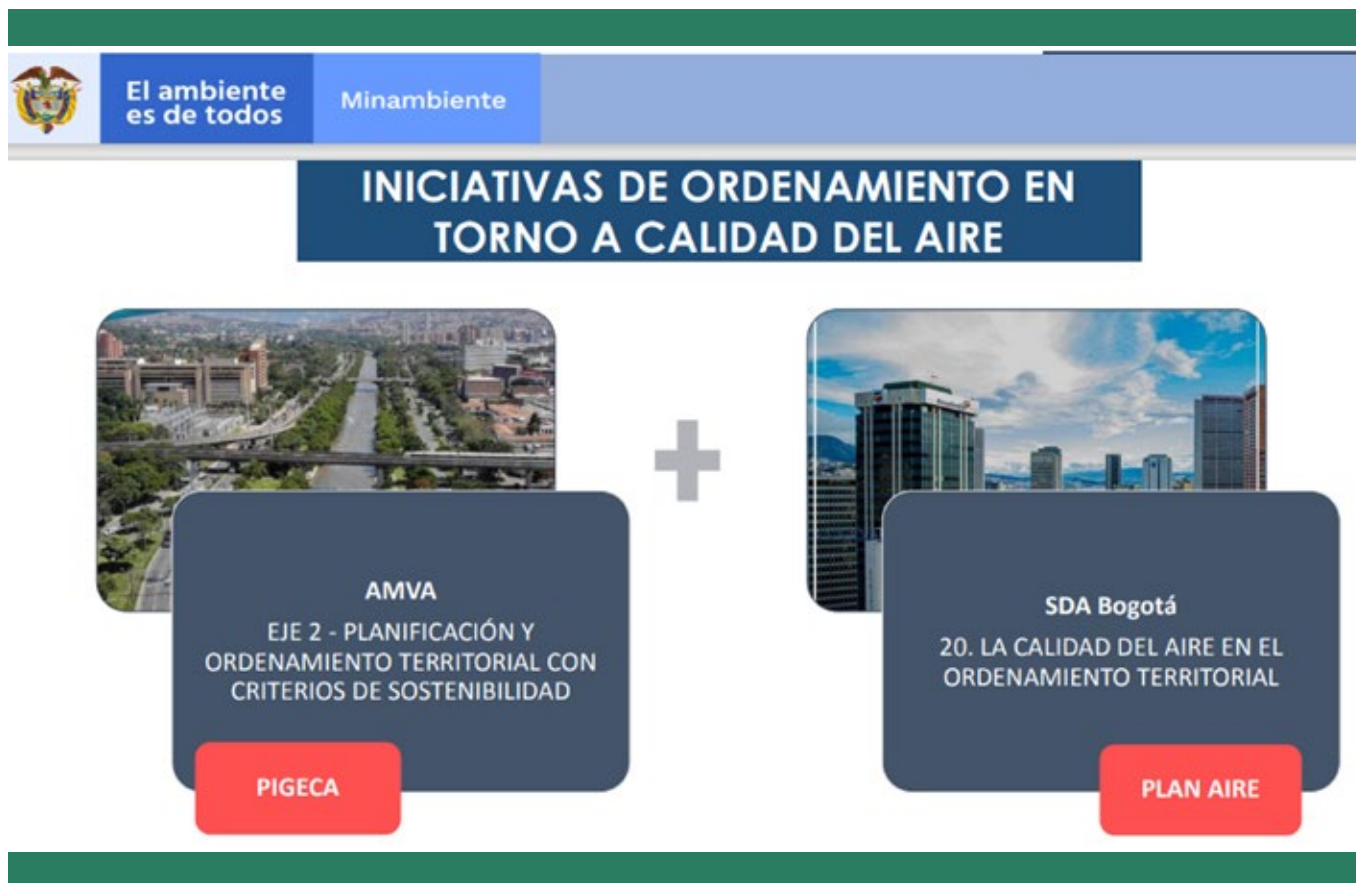 El ambiente
es de todos
Minambiente
INICIATIVAS DE ORDENAMIENTO EN
TORNO A CALIDAD DEL AIRE
AMVA
EJE 2 - PLANIFICACIÓN Y
ORDENAMIENTO TERRITORIAL CON
CRITERIOS DE SOSTENIBILIDAD
PIGECA
SDA Bogotá
20. LA CALIDAD DEL AIRE EN EL
ORDENAMIENTO TERRITORIAL
PLAN AIRE